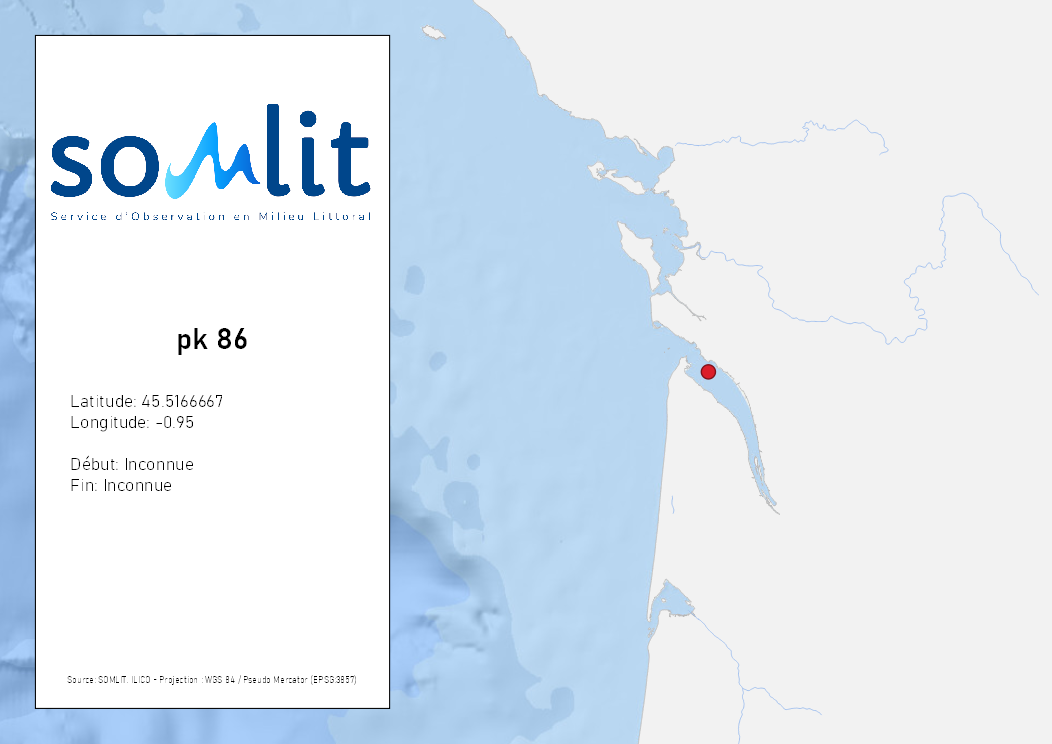 somlit
Service d'Observation en Milieu Littoral
pk 86
Latitude: 45.5166667
Longitude: -0.95
Début: Inconnue
Fin: Inconnue
Source: SOMLIT, ILICO - Projection : WGS 84 / Pseudo Mercator (EPSG:3857)